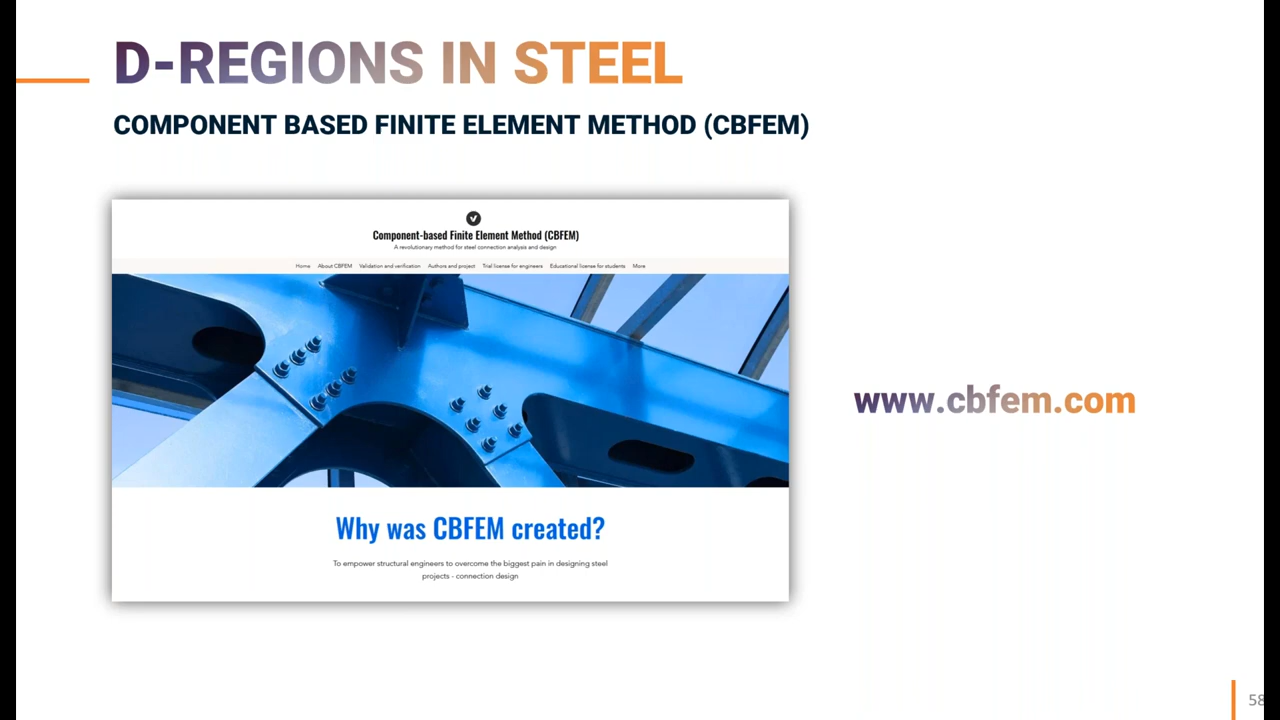 D-REGIONS IN STEEL
COMPONENT BASED FINITE ELEMENT METHOD (CBFEM)
Component-based Finite Element Method (CBFEM)
A revolutionary method for steel connection analysis and design
Home About CBFEM Validation and verification Authors and project Trial license for engineers Educational license for students More
www.cbfem.com
Why was CBFEM created?
To empower structural engineers to overcome the biggest pain in designing steel
projects - connection design
58